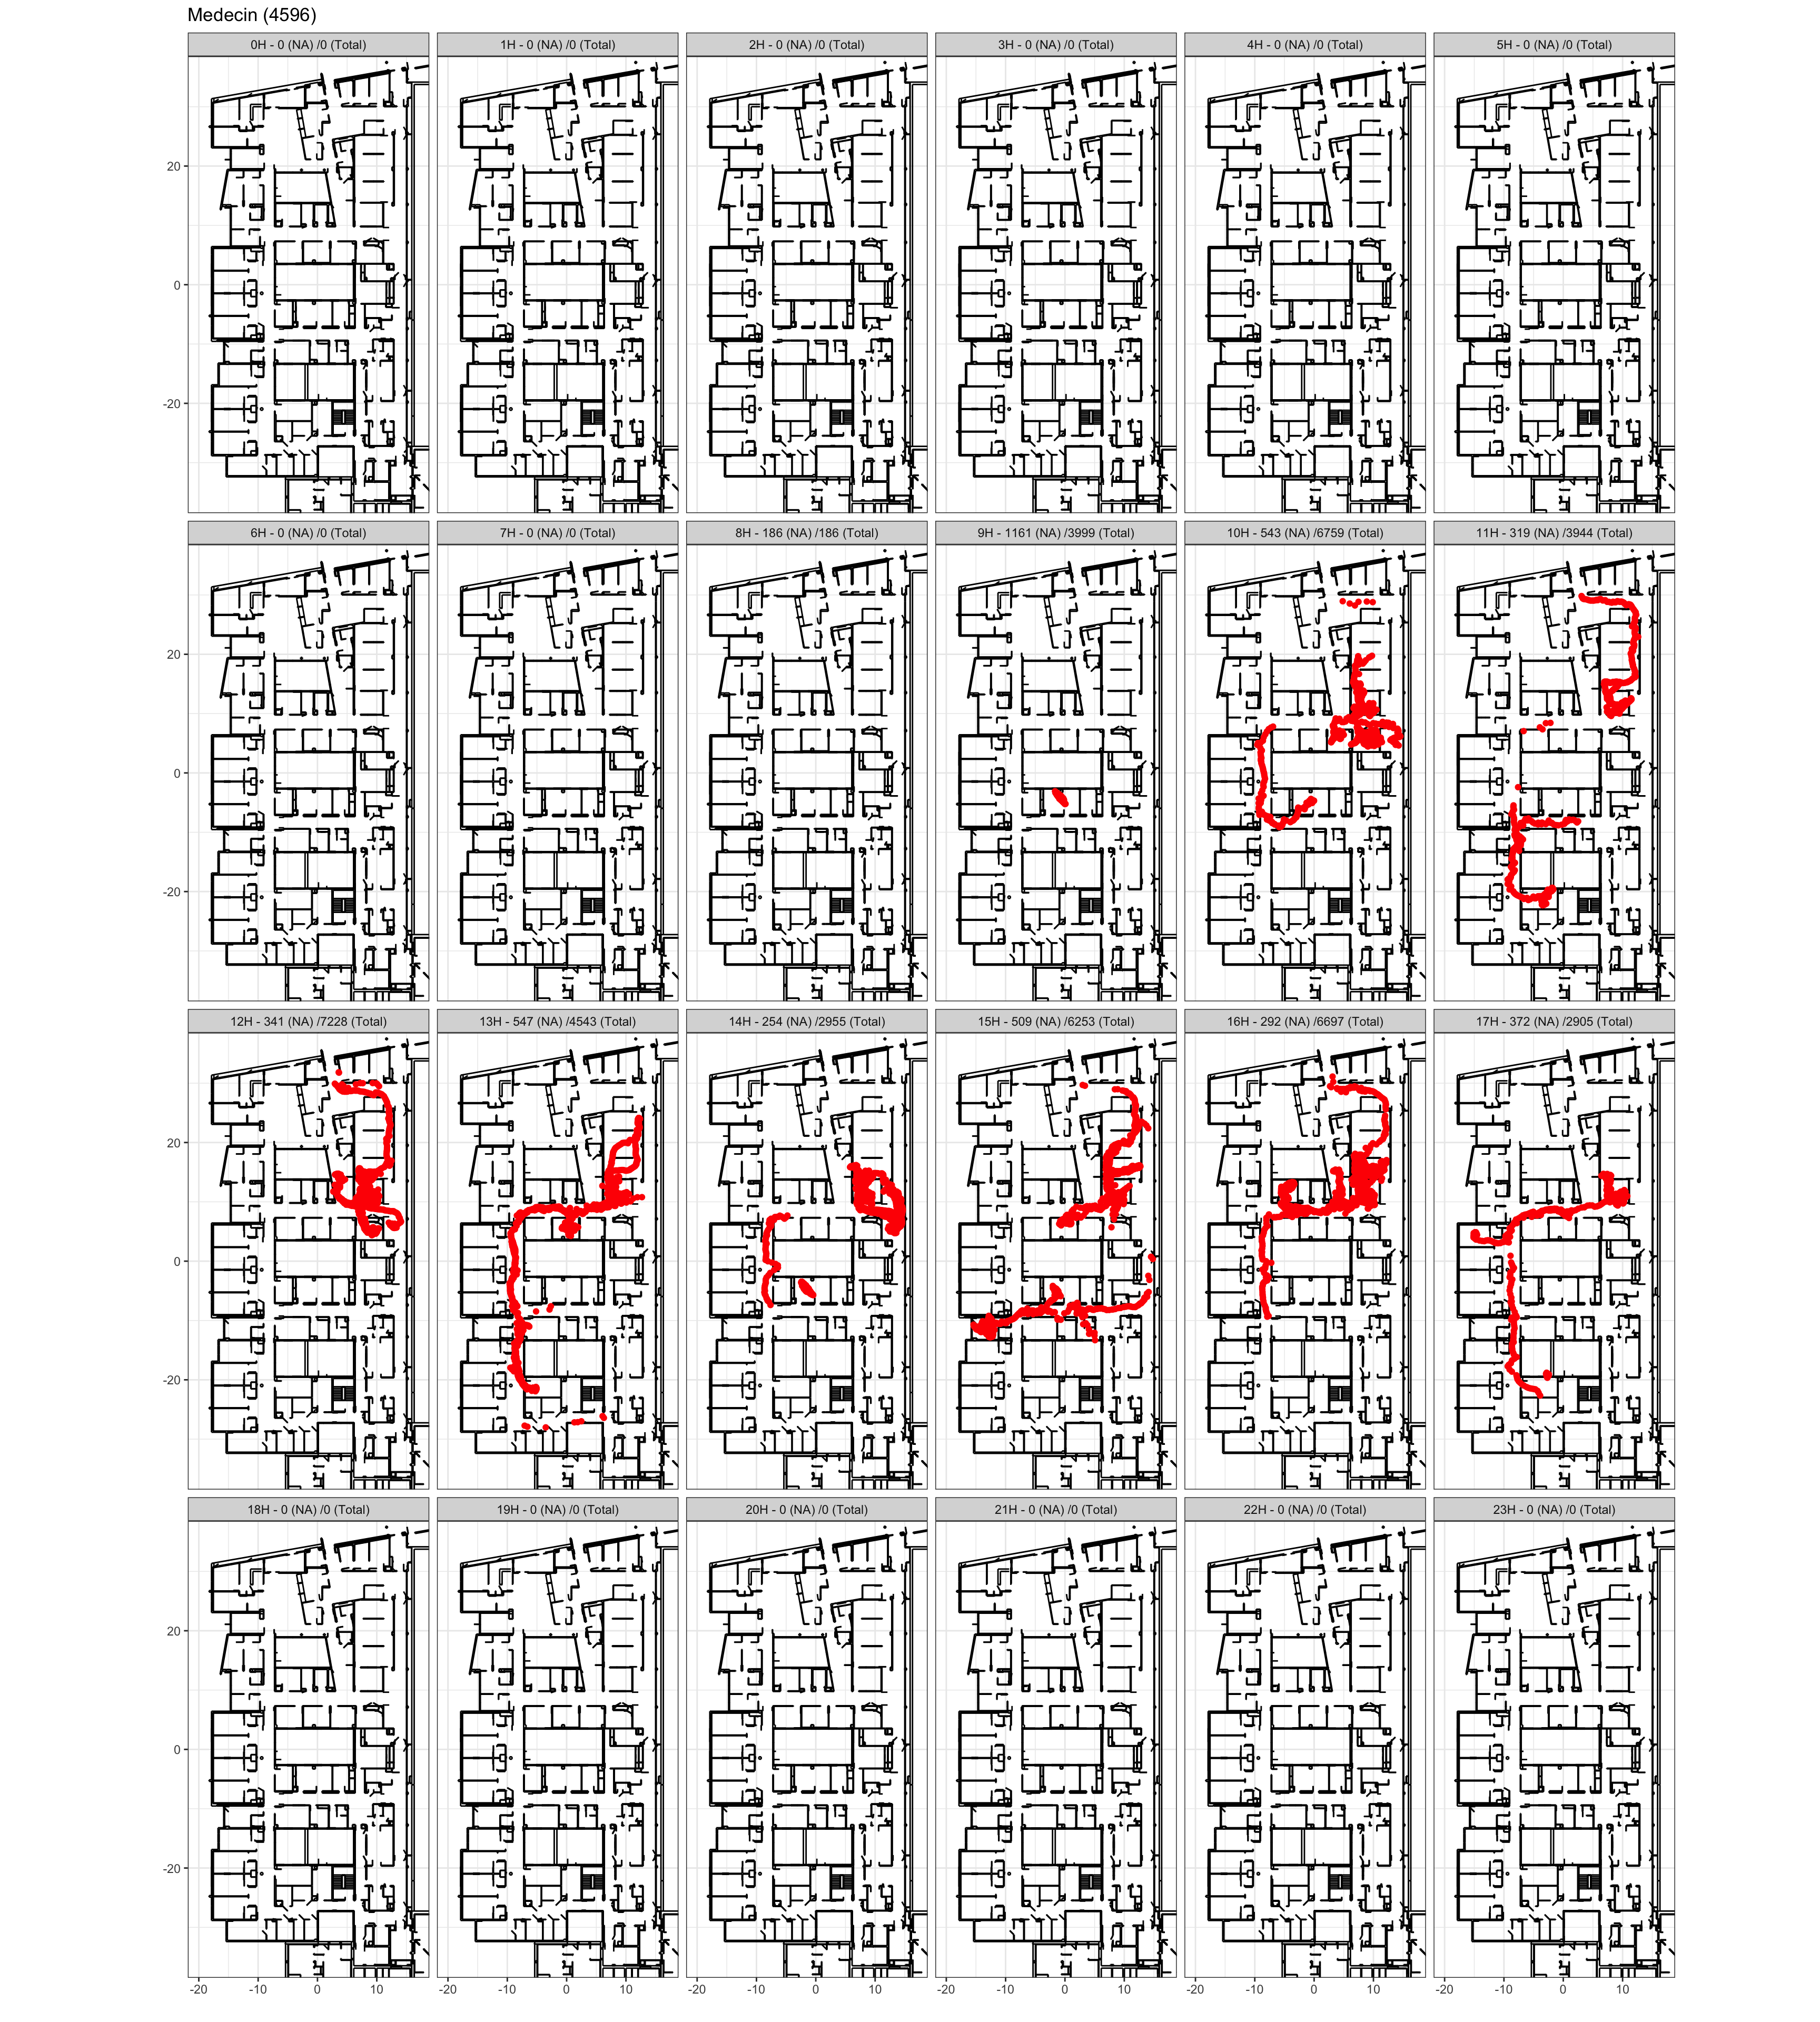 Medecin (4596)
0H - 0 (NA) /0 (Total) 1H - 0 (NA) /0 (Total) 2H - 0 (NA) /0 (Total) 3H - 0 (NA) /0 (Total) 4H - 0 (NA) /0 (Total) 5H - 0 (NA) /0 (Total)
20
0
-20
6H - 0 (NA) /0 (Total) 7H - 0 (NA) /0 (Total) 8H - 186 (NA) /186 (Total) 9H - 1161 (NA) /3999 (Total) 10H - 543 (NA) /6759 (Total) 11H - 319 (NA) /3944 (Total)
20
0
-20
12H - 341 (NA) /7228 (Total) 13H - 547 (NA) /4543 (Total) 14H - 254 (NA) /2955 (Total) 15H - 509 (NA) /6253 (Total) 16H - 292 (NA) /6697 (Total) 17H - 372 (NA) /2905 (Total)
20
0
-20
18H - 0 (NA) /0 (Total) 19H - 0 (NA) /0 (Total) 20H - 0 (NA) /0 (Total) 21H - 0 (NA) /0 (Total) 22H - 0 (NA) /0 (Total) 23H - 0 (NA) /0 (Total)
20
0
-20
-20 -10 0 10 -20 -10 0 10 -20 -10 0 10 -20 -10 0 10 -20 -10 0 10 -20 -10 0 10